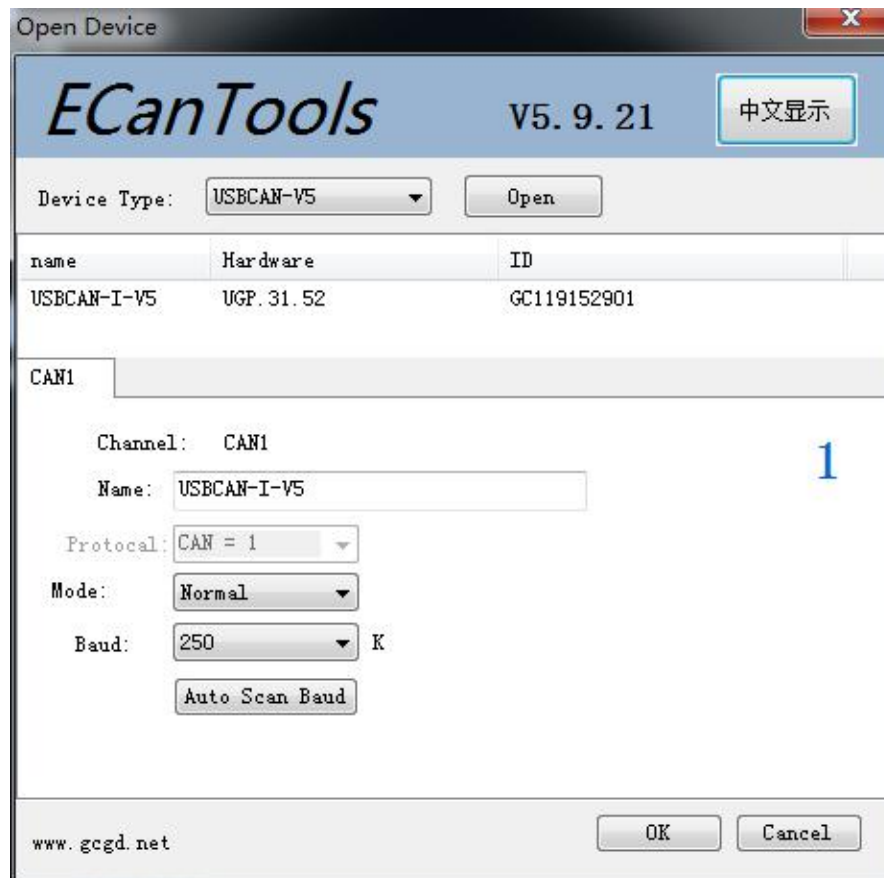 Open Device
ECanTools V5.9.21 中文显示
Device Type: USBCAN-V5 Open
name Hardware ID
USBCAN-I-V5 UGP.31.52 GC119152901
CAN1
Channel: CAN1
1
Name: USBCAN-I-V5
Protocal: CAN = 1
Mode: Normal
Baud: 250 K
Auto Scan Baud
www.gcgd.net OK Cancel